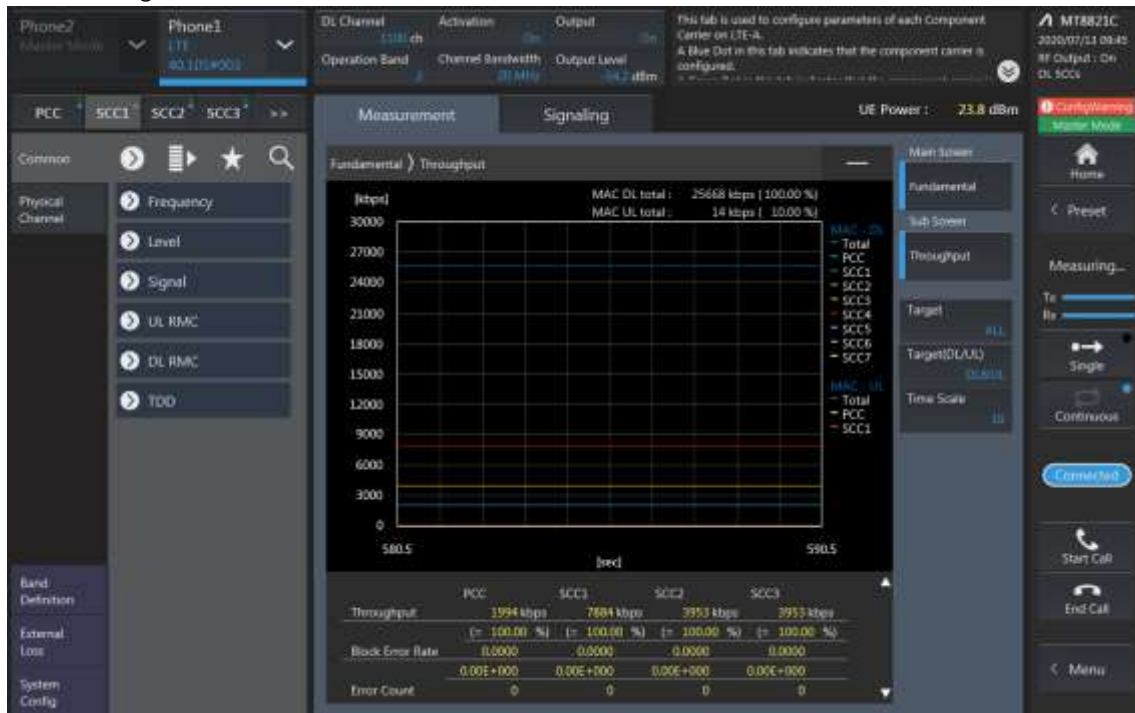 Phone2
Phone1
LTE
DL Channel
Activation
Output
ch
On
On
Operation Band
Channel Bandwidth
Output Level
20 MHz
dBm
This tab is used to configure parameters of each Component
Carrier on LTE-A.
A Blue Dot in this tab indicates that the component carrier is
configured.
MT8821C
2020/07/13 09:45
RF Output : On
DL SCCs
PCC
SCC1
SCC2
SCC3
>>
Measurement
Signaling
UE Power :
23.8 dBm
ConfigWarning
Master Mode
Common
Physical
Channel
Frequency
Level
Signal
UL RMC
DL RMC
TDD
Band
Definition
External
Loss
System
Config
Fundamental
Throughput
[kbps]
MAC DL total : 25668 kbps ( 100.00 %)
MAC UL total : 14 kbps ( 10.00 %)
30000
27000
24000
21000
18000
15000
12000
9000
6000
3000
0
580.5
590.5
[sec]
MAC - DL
Total
PCC
SCC1
SCC2
SCC3
SCC4
SCC5
SCC6
SCC7
MAC - UL
Total
PCC
SCC1
PCC SCC1 SCC2 SCC3
Throughput 1994 kbps 7884 kbps 3953 kbps 3953 kbps
(= 100.00 %) (= 100.00 %) (= 100.00 %) (= 100.00 %)
Block Error Rate 0.0000 0.0000 0.0000 0.0000
0.00E+000 0.00E+000 0.00E+000 0.00E+000
Error Count 0 0 0 0
Main Screen
Fundamental
Sub Screen
Throughput
Target
ALL
Target(DL/UL)
DL&UL
Time Scale
10
Home
< Preset
Measuring...
Tx
Rx
Single
Continuous
Connected
Start Call
End Call
< Menu